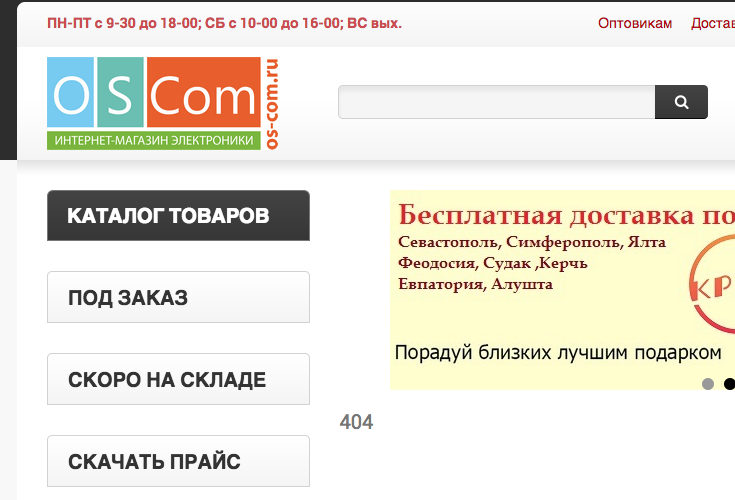 ПН-ПТ с 9-30 до 18-00; СБ с 10-00 до 16-00; ВС вых.
Оптовикам
OS Com
os-com.ru
ИНТЕРНЕТ-МАГАЗИН ЭЛЕКТРОНИКИ
КАТАЛОГ ТОВАРОВ
ПОД ЗАКАЗ
СКОРО НА СКЛАДЕ
СКАЧАТЬ ПРАЙС
Бесплатная доставка по
Севастополь, Симферополь, Ялта
Феодосия, Судак ,Керчь
Евпатория, Алушта
Порадуй близких лучшим подарком
404